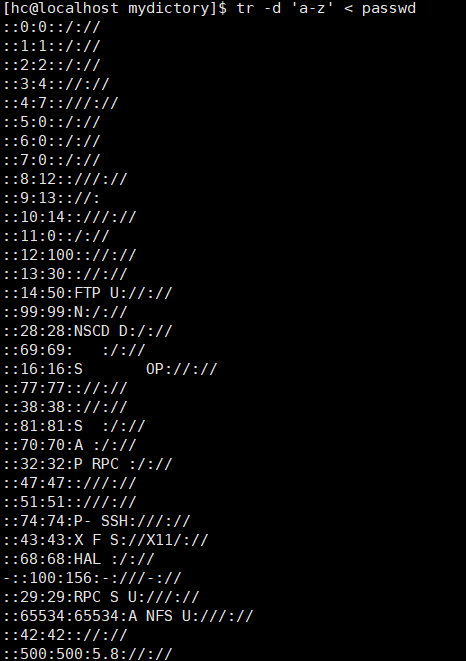 [hc@localhost mydictory]$ tr -d 'a-z' < passwd
::0:0::/://
::1:1::/://
::2:2::/://
::3:4:://://
::4:7::///://
::5:0::/://
::6:0::/://
::7:0::/://
::8:12::///://
::9:13:://:
::10:14::///://
::11:0::/://
::12:100:://://
::13:30:://://
::14:50:FTP U://://
::99:99:N:/://
::28:28:NSCD D:/://
::69:69:   :/://
::16:16:S       OP://://
::77:77:://://
::38:38:://://
::81:81:S  :/://
::70:70:A :/://
::32:32:P RPC :/://
::47:47::///://
::51:51::///://
::74:74:P- SSH:///://
::43:43:X F S://X11/://
::68:68:HAL :/://
-::100:156:-:///-://
::29:29:RPC S U:///://
::65534:65534:A NFS U:///://
::42:42:://://
::500:500:5.8://://